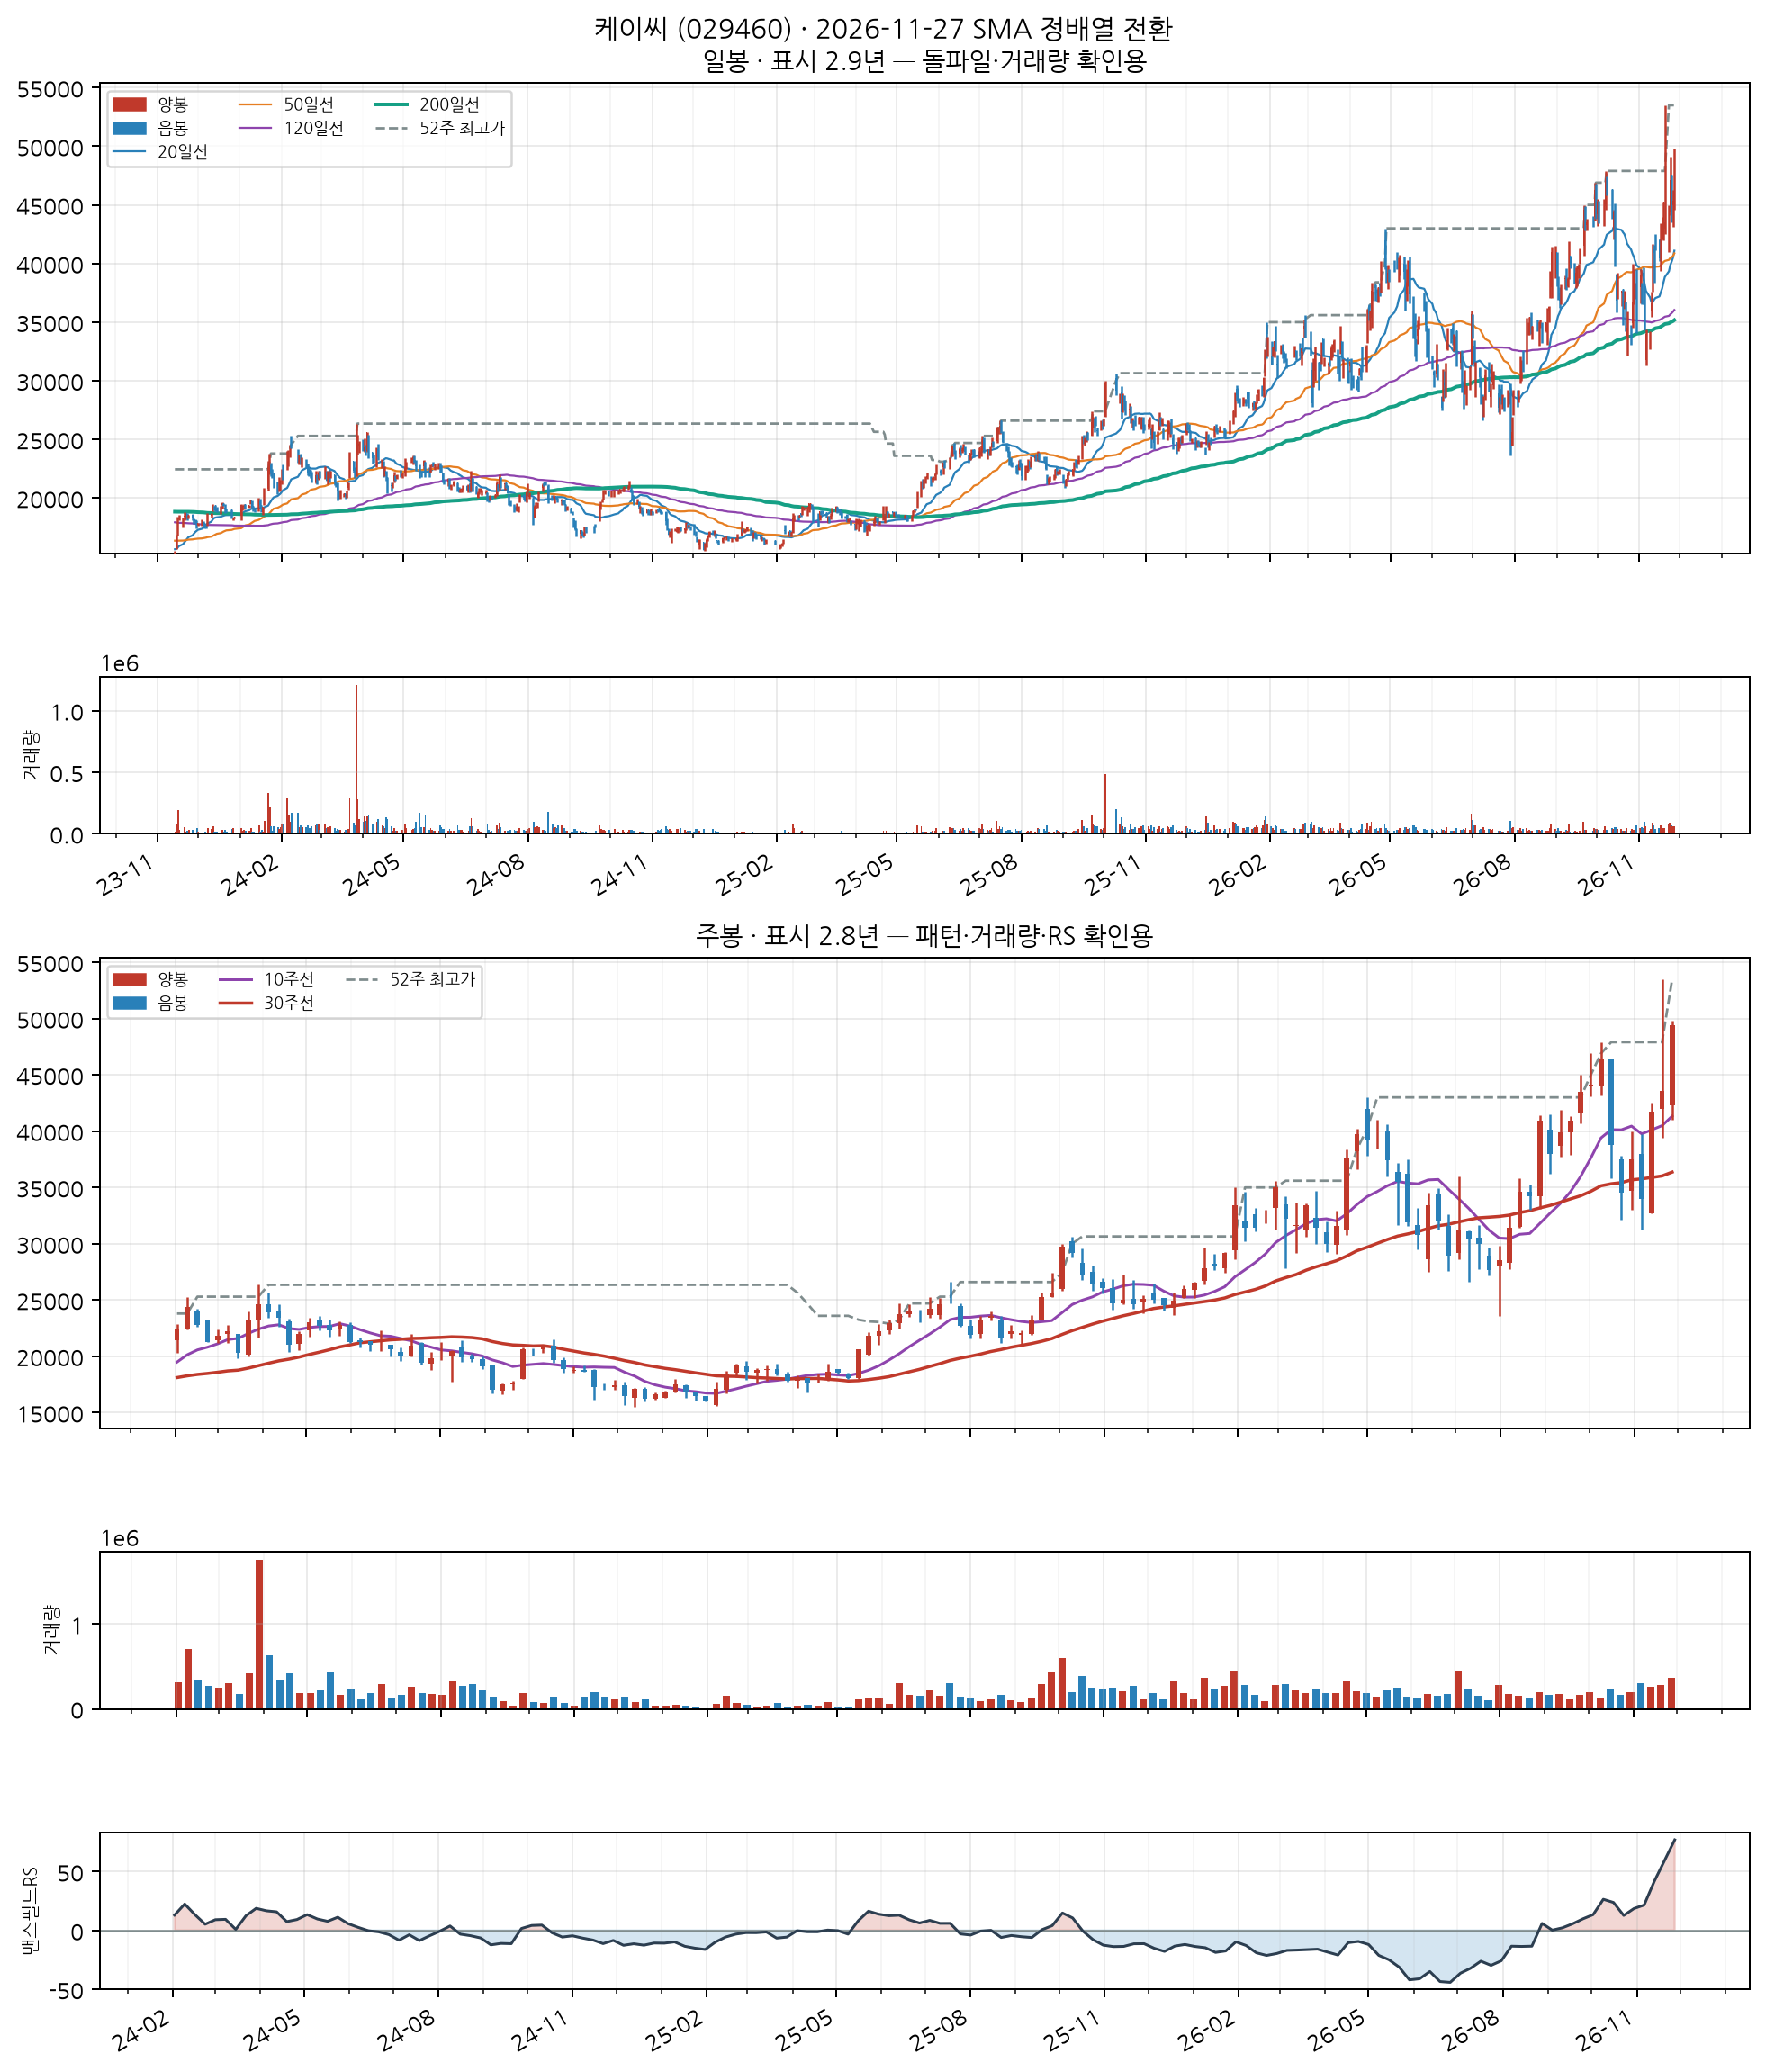 케이씨 (029460) · 2026-11-27 SMA 정배열 전환
일봉 · 표시 2.9년 — 돌파일·거래량 확인용
양봉 50일선 200일선
음봉 120일선 52주 최고가
20일선
55000
50000
45000
40000
35000
30000
25000
20000
1e6
거래량
1.0
0.5
0.0
23-11 24-02 24-05 24-08 24-11 25-02 25-05 25-08 25-11 26-02 26-05 26-08 26-11
주봉 · 표시 2.8년 — 패턴·거래량·RS 확인용
양봉 10주선 52주 최고가
음봉 30주선
55000
50000
45000
40000
35000
30000
25000
20000
15000
1e6
거래량
1
0
맨스필드RS
50
0
-50
24-02 24-05 24-08 24-11 25-02 25-05 25-08 25-11 26-02 26-05 26-08 26-11